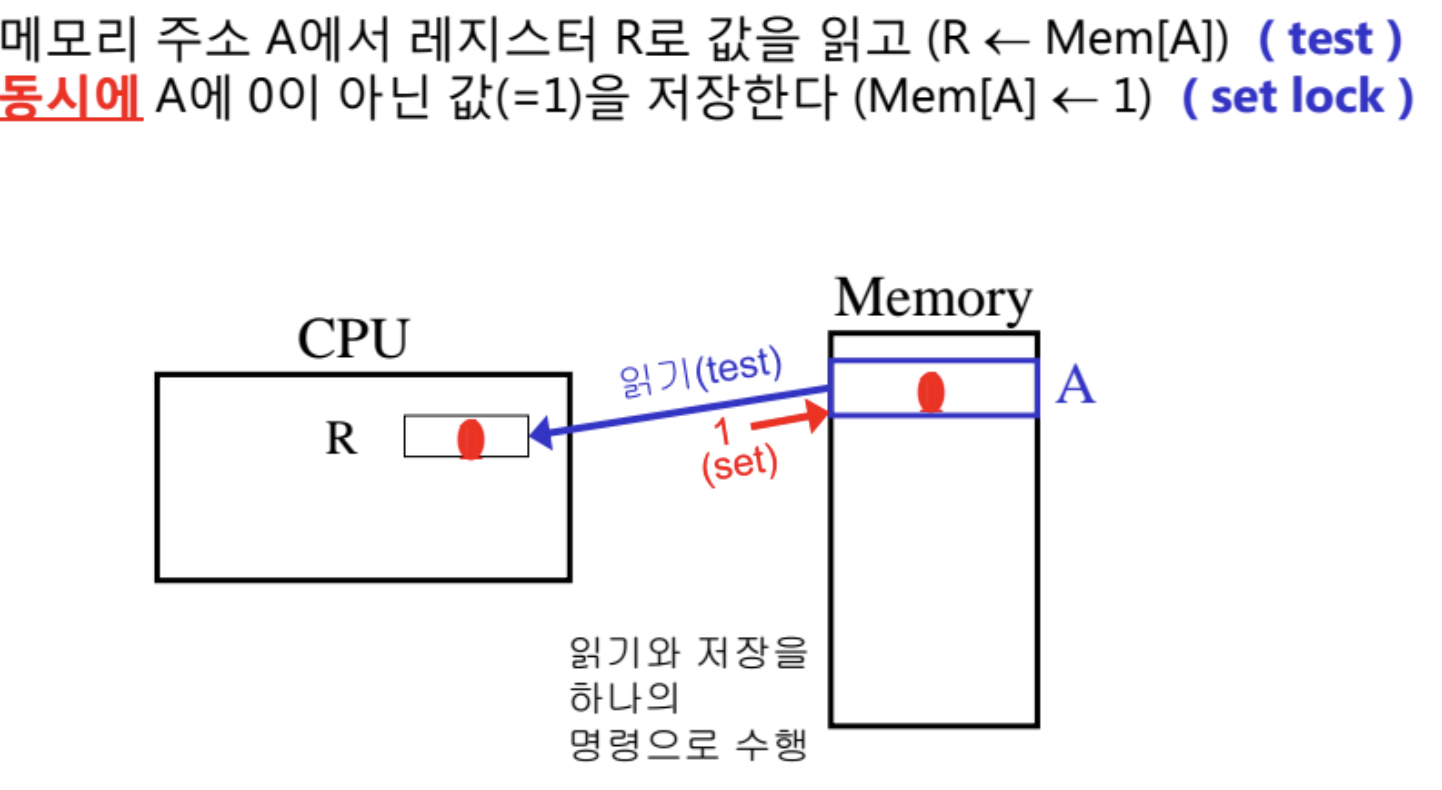 메모리 주소 A에서 레지스터 R로 값을 읽고 (R ← Mem[A]) ( test )
동시에 A에 0이 아닌 값(=1)을 저장한다 (Mem[A] ← 1) ( set lock )
Memory
CPU
읽기(test)
A
R
0
0
1
(set)
읽기와 저장을
하나의
명령으로 수행